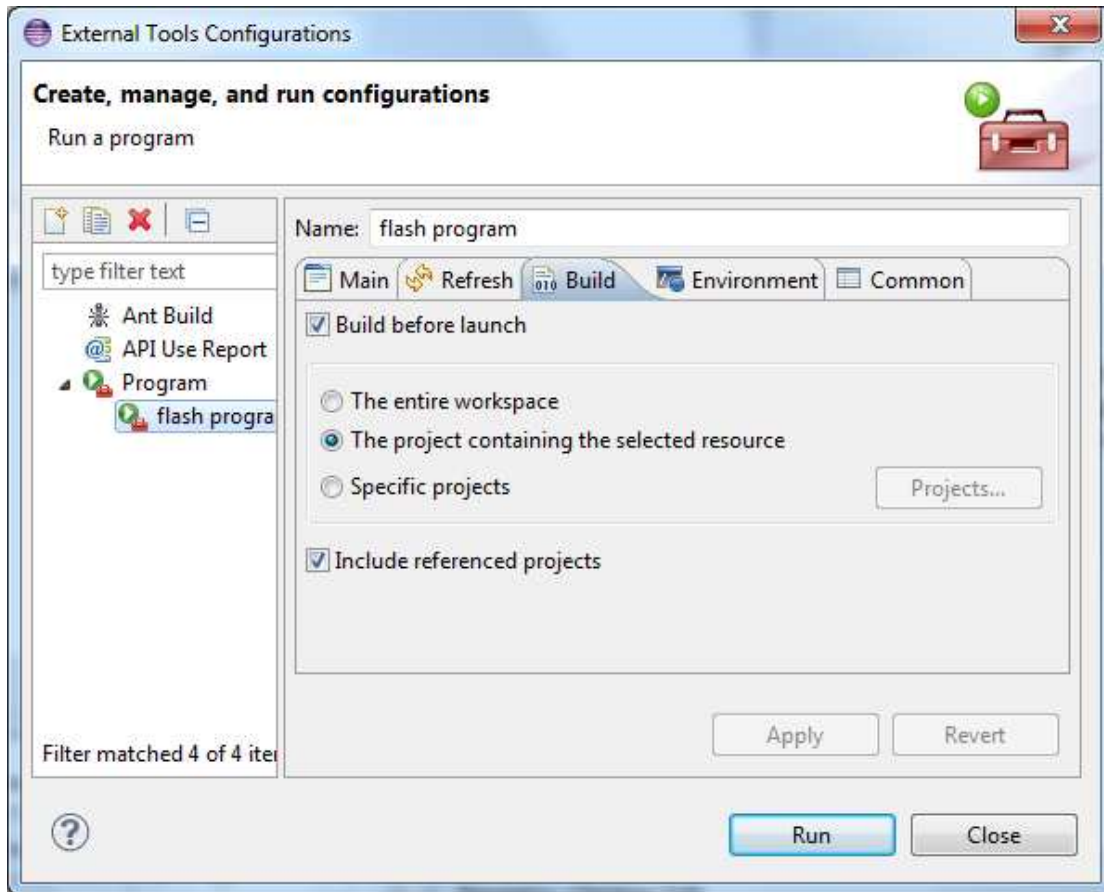 External Tools Configurations
Create, manage, and run configurations
Run a program
type filter text
Ant Build
API Use Report
Program
flash progra
Filter matched 4 of 4 iter
Name: flash program
Main Refresh Build Environment Common
Build before launch
The entire workspace
The project containing the selected resource
Specific projects Projects...
Include referenced projects
Apply Revert
Run Close